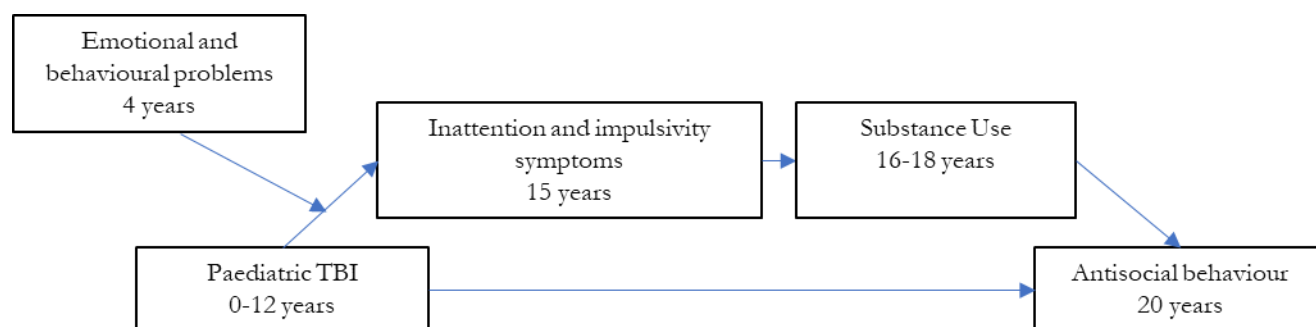 Emotional and
behavioural problems
4 years
Inattention and impulsivity
symptoms
15 years
Substance Use
16-18 years
Paediatric TBI
0-12 years
Antisocial behaviour
20 years